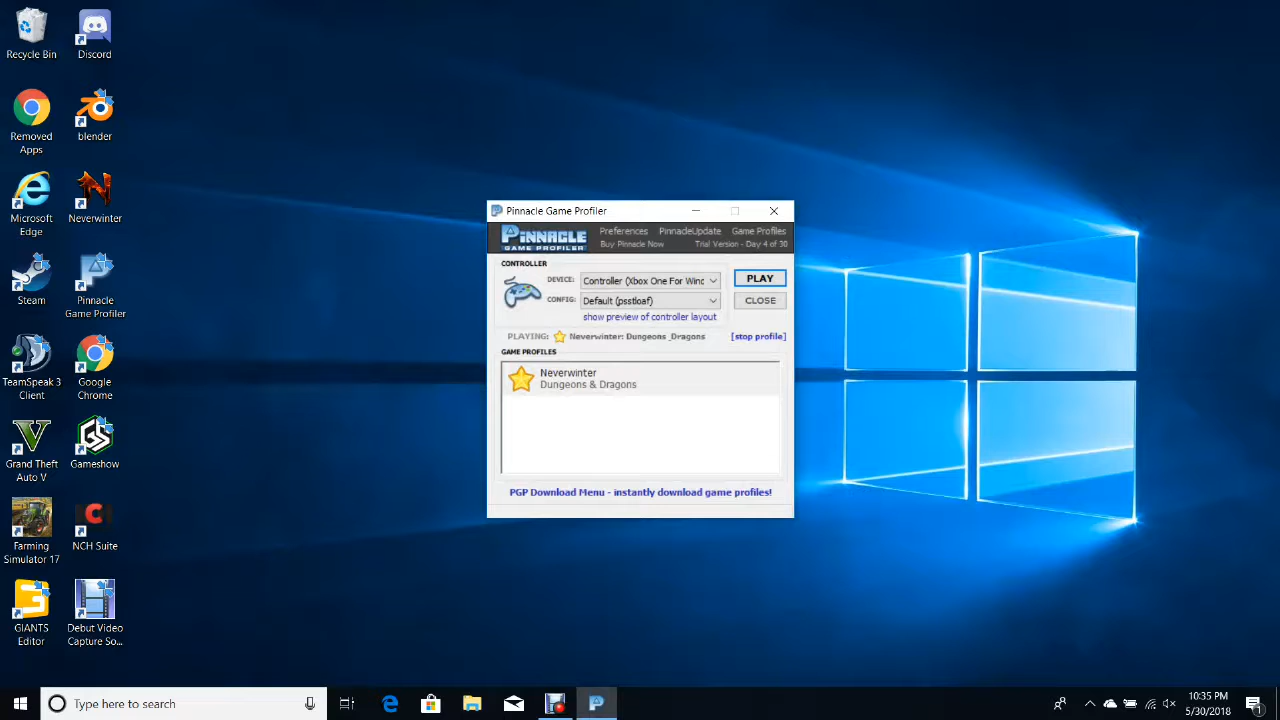 Recycle Bin
Discord
Removed
Apps
blender
Microsoft
Edge
Neverwinter
Steam
Pinnacle
Game Profiler
TeamSpeak 3
Client
Google
Chrome
Grand Theft
Auto V
Gameshow
Farming
Simulator 17
NCH Suite
GIANTS
Editor
Debut Video
Capture So...
Pinnacle Game Profiler
PINNACLE
GAME PROFILER
Preferences PinnacleUpdate Game Profiles
Buy Pinnacle Now Trial Version - Day 4 of 30
CONTROLLER
DEVICE: Controller (Xbox One For Winc
PLAY
CONFIG: Default (psstloaf)
CLOSE
show preview of controller layout
PLAYING: Neverwinter: Dungeons _Dragons [stop profile]
GAME PROFILES
Neverwinter
Dungeons & Dragons
PGP Download Menu - instantly download game profiles!
Type here to search
10:35 PM
5/30/2018
1